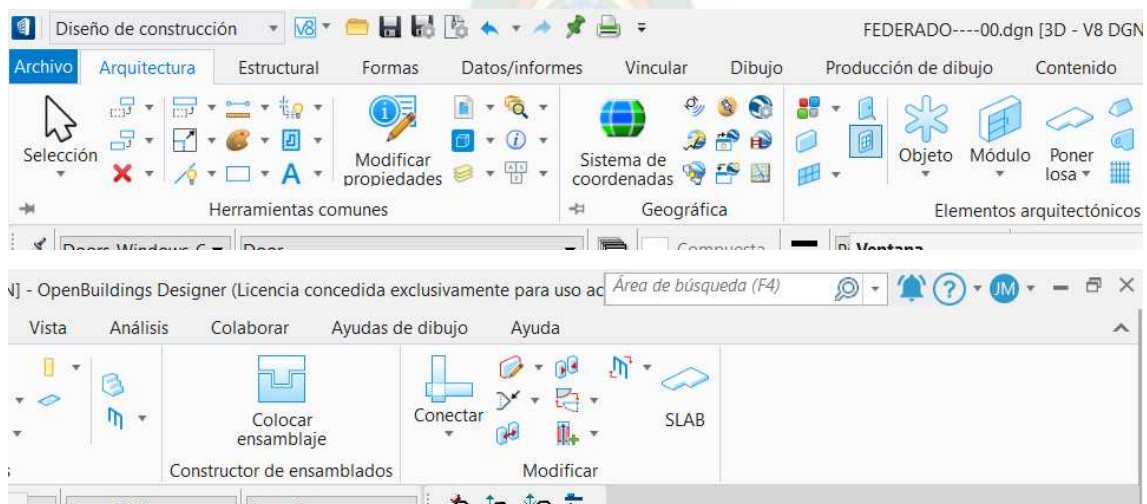 Diseño de construcción V8 FEDERADO----00.dgn [3D - V8 DGN
Archivo Arquitectura Estructural Formas Datos/informes Vincular Dibujo Producción de dibujo Contenido
Selección
Modificar
propiedades
Sistema de
coordenadas
Objeto Módulo Poner
losa
Herramientas comunes Geográfica Elementos arquitectónicos
Door Compuesta Ventana
N] - OpenBuildings Designer (Licencia concedida exclusivamente para uso ac Área de búsqueda (F4) JM
Vista Análisis Colaborar Ayudas de dibujo Ayuda
Colocar
ensamblaje
Conectar
SLAB
Constructor de ensamblados Modificar